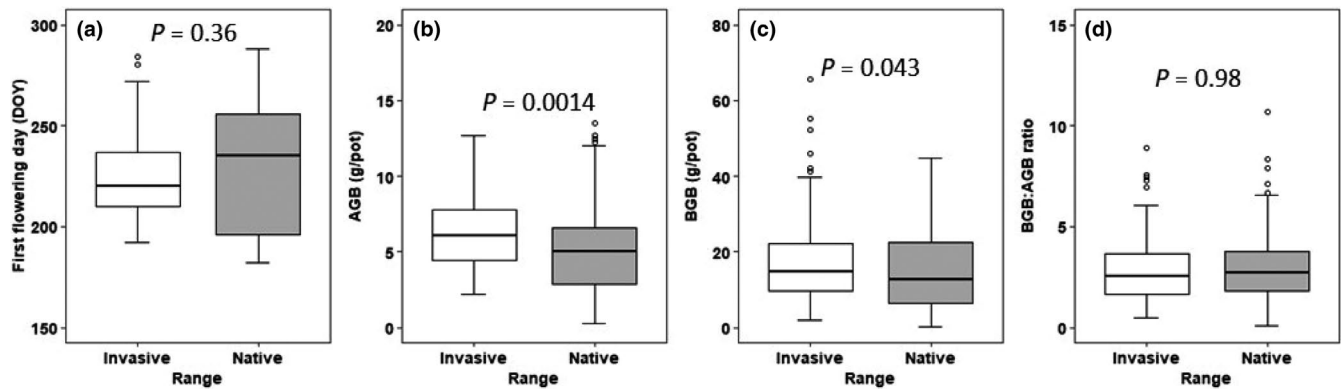 (a)
P = 0.36
300
250
200
150
First flowering day (DOY)
Invasive
Native
Range
(b)
P = 0.0014
20
15
10
5
0
AGB (g/pot)
Invasive
Native
Range
(c)
P = 0.043
80
60
40
20
0
BGB (g/pot)
Invasive
Native
Range
(d)
P = 0.98
15
10
5
0
BGB:AGB ratio
Invasive
Native
Range